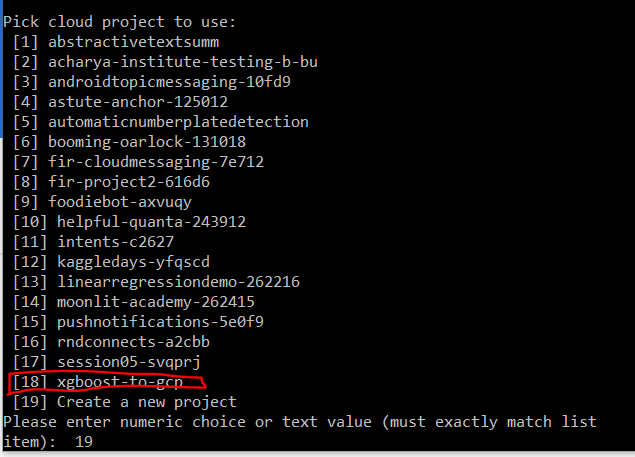 Pick cloud project to use:
[1] abstractivetextsumm
[2] acharya-institute-testing-b-bu
[3] androidtopicmessaging-10fd9
[4] astute-anchor-125012
[5] automaticnumberplatedetection
[6] booming-oarlock-131018
[7] fir-cloudmessaging-7e712
[8] fir-project2-616d6
[9] foodiebot-axvuqy
[10] helpful-quanta-243912
[11] intents-c2627
[12] kaggledays-yfqscd
[13] linearregressiondemo-262216
[14] moonlit-academy-262415
[15] pushnotifications-5e0f9
[16] rndconnects-a2cbb
[17] session05-svqprj
[18] xgboost-to-gcp
[19] Create a new project
Please enter numeric choice or text value (must exactly match list
item):  19